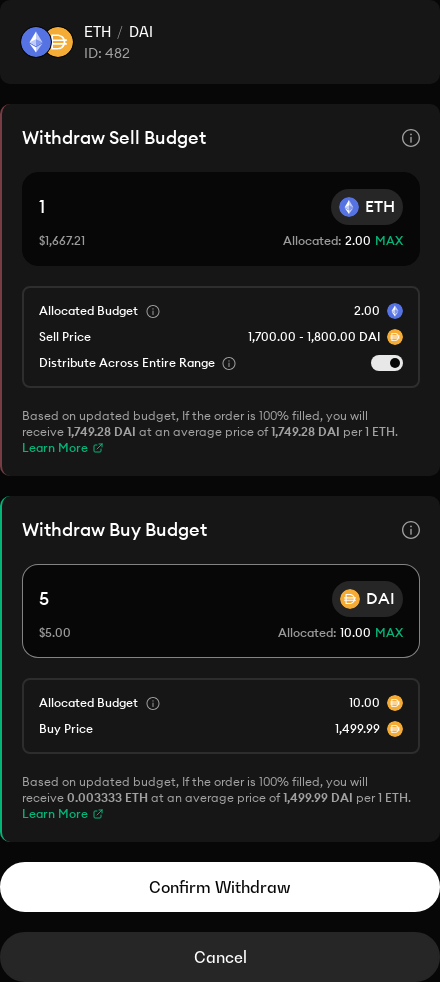 ETH / DAI
ID: 482
Withdraw Sell Budget
1
ETH
$1,667.21
Allocated: 2.00 MAX
Allocated Budget
2.00
Sell Price
1,700.00 - 1,800.00 DAI
Distribute Across Entire Range
Based on updated budget, If the order is 100% filled, you will
receive 1,749.28 DAI at an average price of 1,749.28 DAI per 1 ETH.
Learn More
Withdraw Buy Budget
5
DAI
$5.00
Allocated: 10.00 MAX
Allocated Budget
10.00
Buy Price
1,499.99
Based on updated budget, If the order is 100% filled, you will
receive 0.003333 ETH at an average price of 1,499.99 DAI per 1 ETH.
Learn More
Confirm Withdraw
Cancel